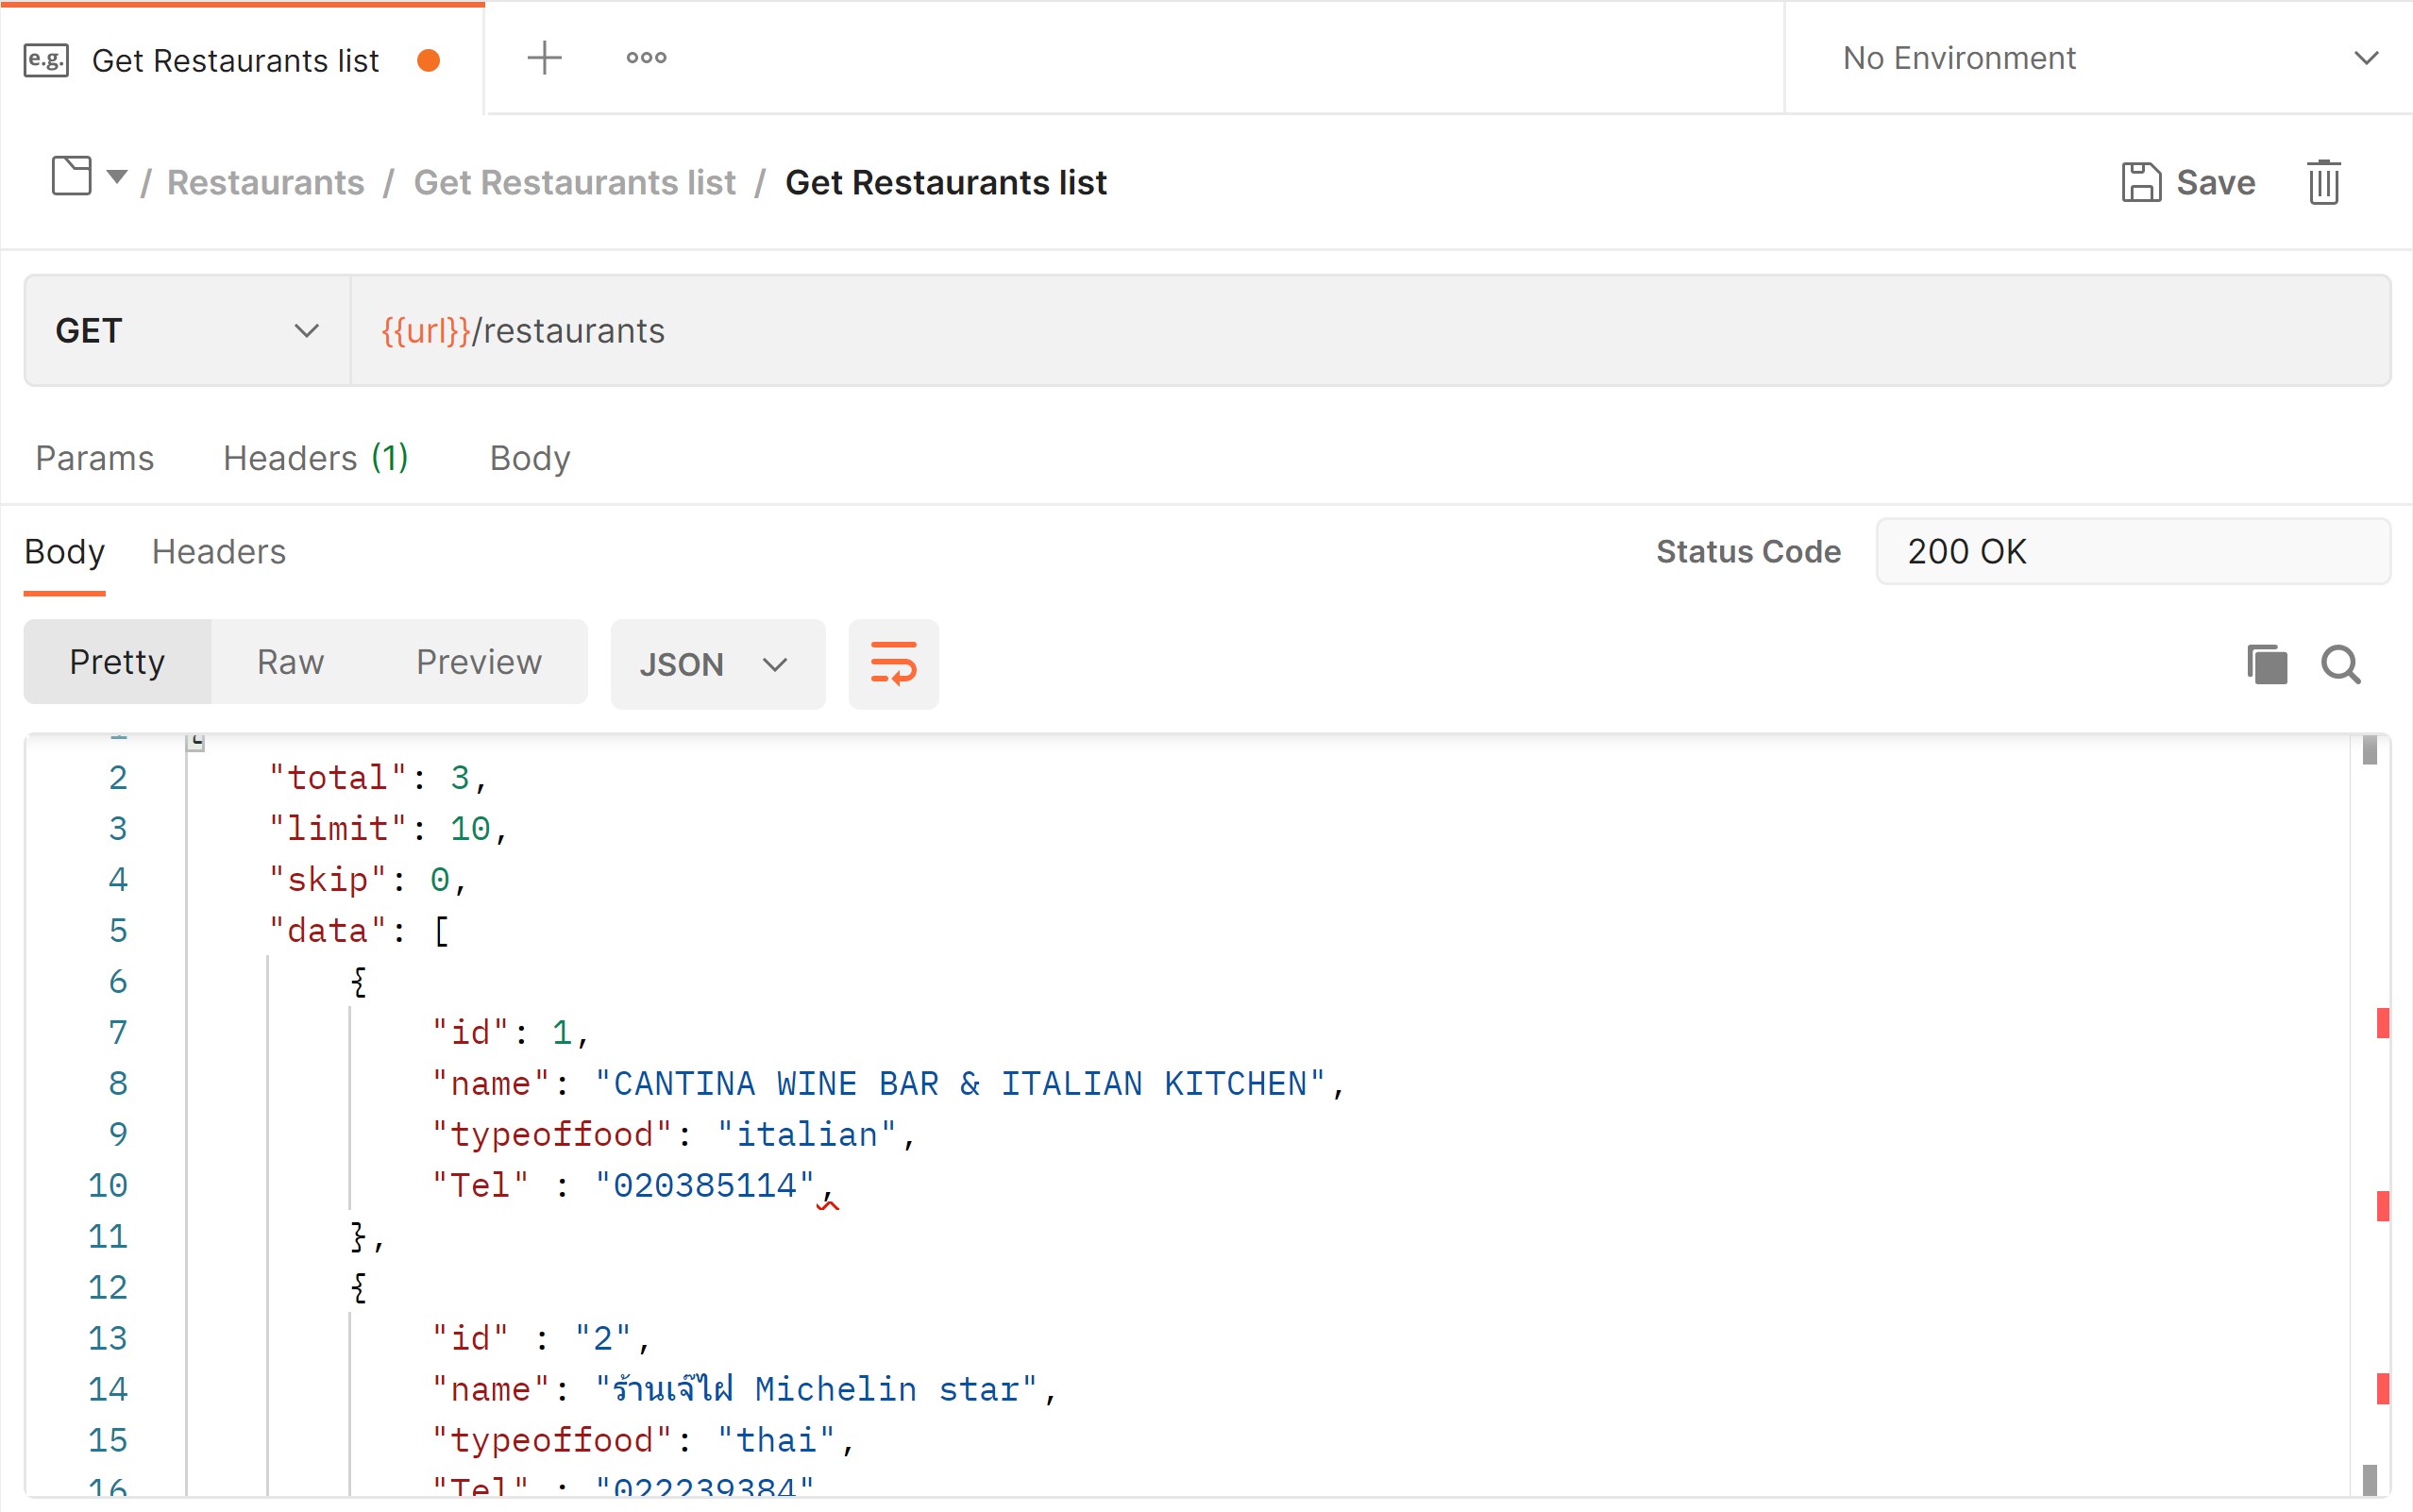 e.g. Get Restaurants list
No Environment
/ Restaurants / Get Restaurants list / Get Restaurants list
Save
GET {{url}}/restaurants
Params Headers (1) Body
Body Headers
Status Code 200 OK
Pretty Raw Preview JSON
1 {
2 "total": 3,
3 "limit": 10,
4 "skip": 0,
5 "data": [
6 {
7 "id": 1,
8 "name": "CANTINA WINE BAR & ITALIAN KITCHEN",
9 "typeoffood": "italian",
10 "Tel" : "020385114",
11 },
12 {
13 "id" : "2",
14 "name": "ร้านเจ๊ไฝ Michelin star",
15 "typeoffood": "thai",
16 "Tel" : "022239384"